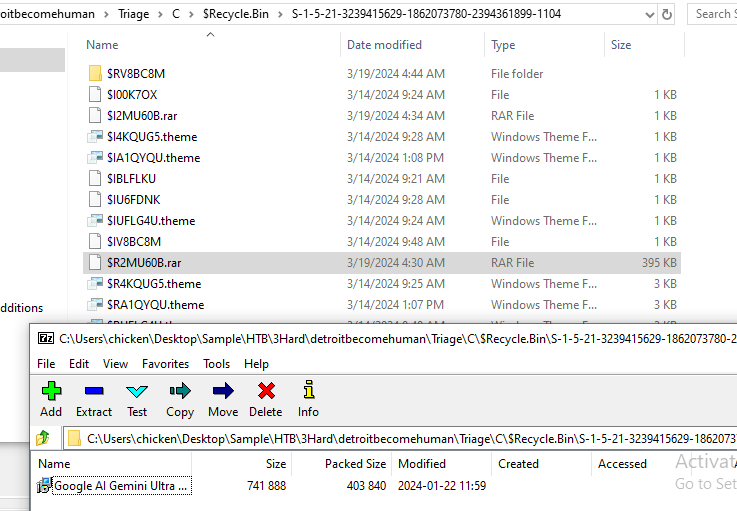 etroitbecomehuman > Triage > C > $Recycle.Bin > S-1-5-21-3239415629-1862073780-2394361899-1104
Search S
Name Date modified Type Size
$RV8BC8M 3/19/2024 4:44 AM File folder
$I00K7OX 3/14/2024 9:24 AM File 1 KB
$I2MU60B.rar 3/19/2024 4:34 AM RAR File 1 KB
$I4KQUG5.theme 3/14/2024 9:28 AM Windows Theme F... 1 KB
$IA1QYQU.theme 3/14/2024 1:08 PM Windows Theme F... 1 KB
$IBLFLKU 3/14/2024 9:21 AM File 1 KB
$IU6FDNK 3/14/2024 9:28 AM File 1 KB
$IUFLG4U.theme 3/14/2024 9:24 AM Windows Theme F... 1 KB
$IV8BC8M 3/14/2024 9:48 AM File 1 KB
$R2MU60B.rar 3/19/2024 4:30 AM RAR File 395 KB
$R4KQUG5.theme 3/14/2024 9:25 AM Windows Theme F... 3 KB
dditions
$RA1QYQU.theme 3/14/2024 1:07 PM Windows Theme F... 3 KB
7z C:\Users\chicken\Desktop\Sample\HTB\3Hard\detroitbecomehuman\Triage\C\$Recycle.Bin\S-1-5-21-3239415629-1862073780-2
File Edit View Favorites Tools Help
Add Extract Test Copy Move Delete Info
C:\Users\chicken\Desktop\Sample\HTB\3Hard\detroitbecomehuman\Triage\C\$Recycle.Bin\S-1-5-21-3239415629-186207
Name Size Packed Size Modified Created Accessed
Activat
Google AI Gemini Ultra ... 741 888 403 840 2024-01-22 11:59
Go to Set